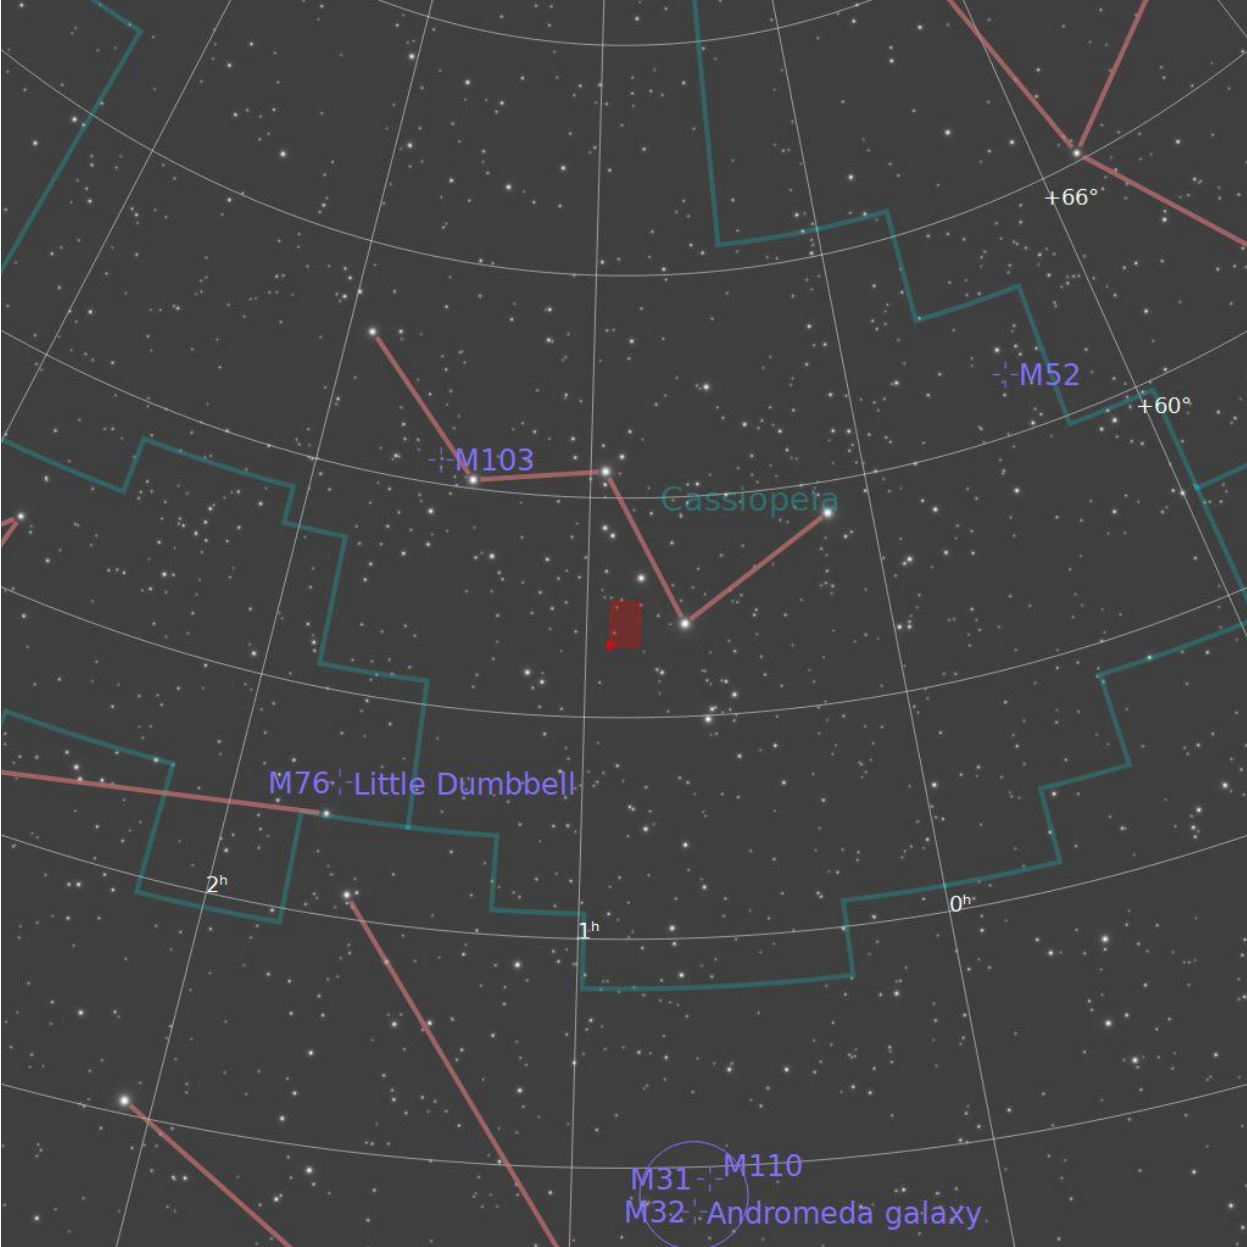 +66°
M52
+60°
M103
Cassiopeia
M76 Little Dumbbell
2h
0h
1h
M110
M31
M32 Andromeda galaxy